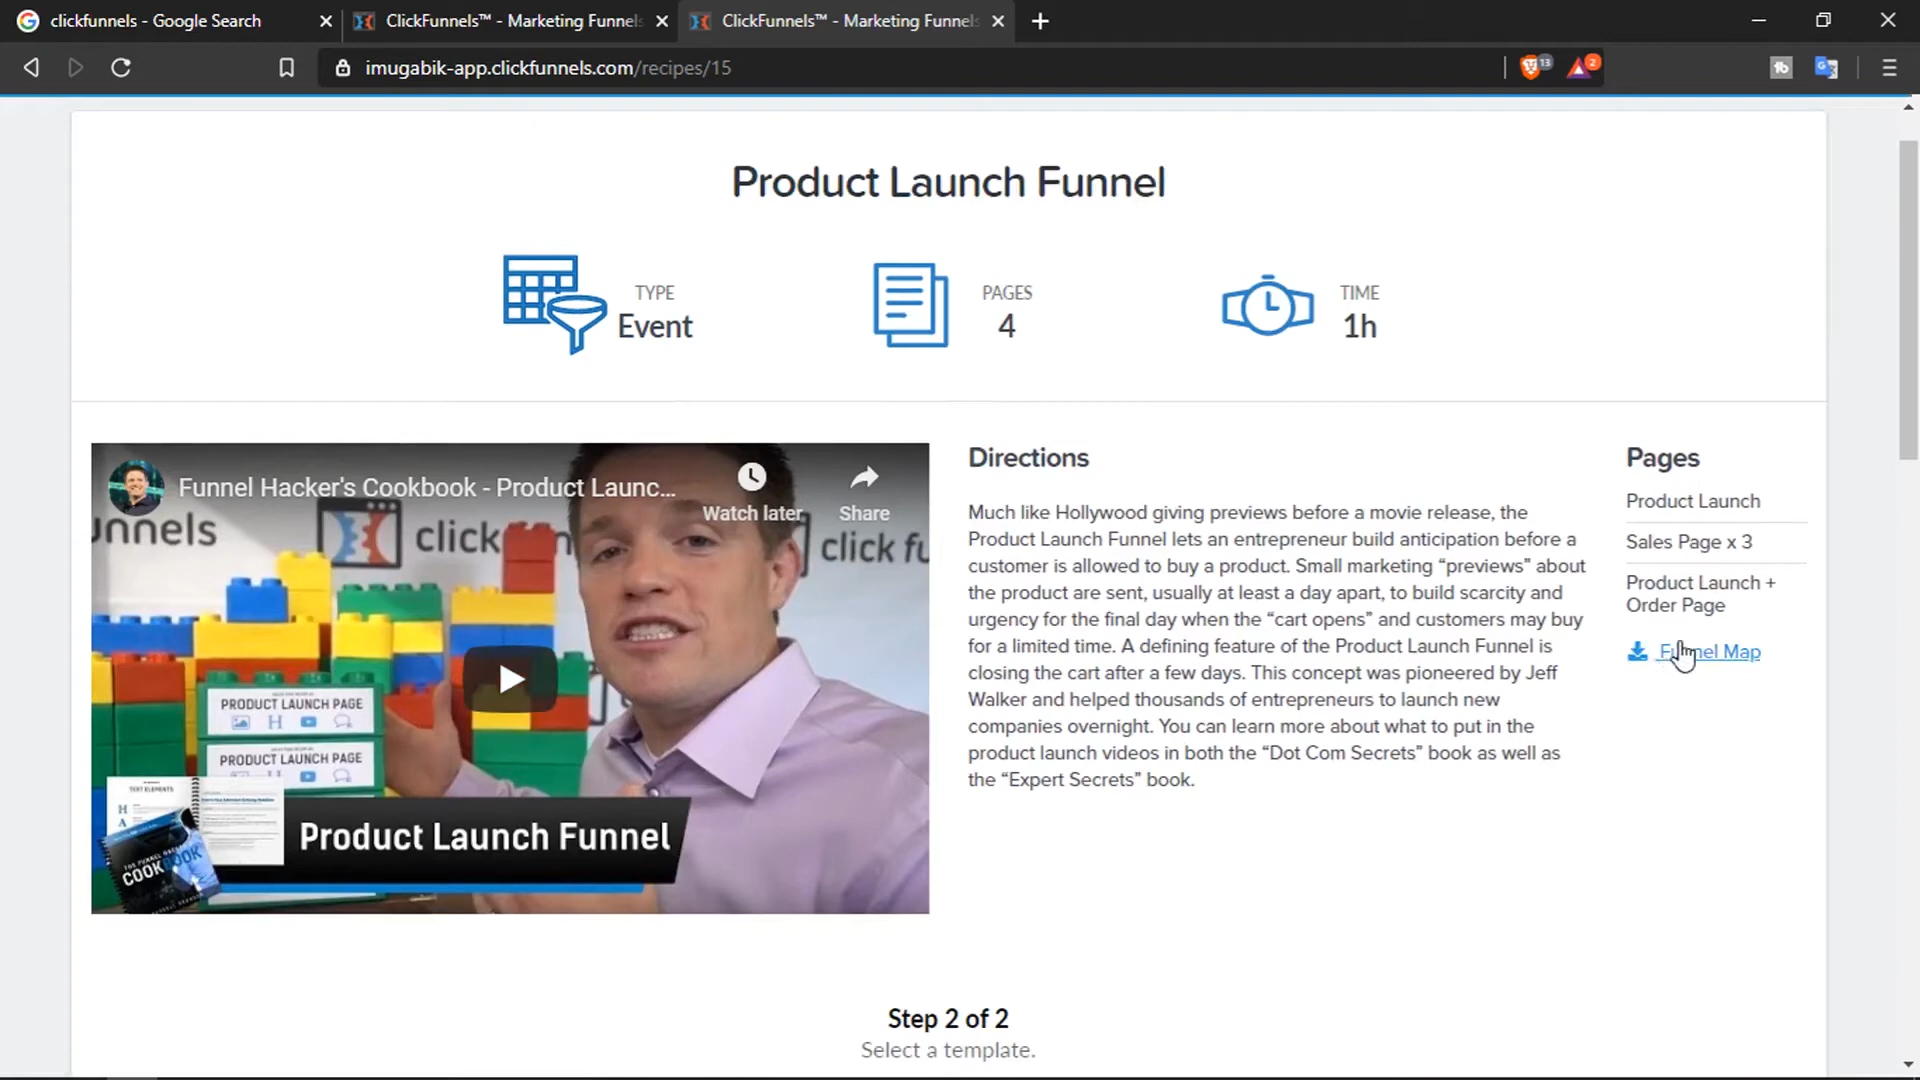 clickfunnels - Google Search
ClickFunnels™ - Marketing Funnels
ClickFunnels™ - Marketing Funnels
imugabik-app.clickfunnels.com/recipes/15
13
2
Product Launch Funnel
TYPE
Event
PAGES
4
TIME
1h
Funnel Hacker's Cookbook - Product Launc...
Watch later
Share
click
click fu
PRODUCT LAUNCH PAGE
PRODUCT LAUNCH PAGE
TEXT ELEMENTS
COOKBOOK
Product Launch Funnel
Directions
Much like Hollywood giving previews before a movie release, the
Product Launch Funnel lets an entrepreneur build anticipation before a
customer is allowed to buy a product. Small marketing “previews” about
the product are sent, usually at least a day apart, to build scarcity and
urgency for the final day when the “cart opens” and customers may buy
for a limited time. A defining feature of the Product Launch Funnel is
closing the cart after a few days. This concept was pioneered by Jeff
Walker and helped thousands of entrepreneurs to launch new
companies overnight. You can learn more about what to put in the
product launch videos in both the “Dot Com Secrets” book as well as
the “Expert Secrets” book.
Pages
Product Launch
Sales Page x 3
Product Launch +
Order Page
Funnel Map
Step 2 of 2
Select a template.